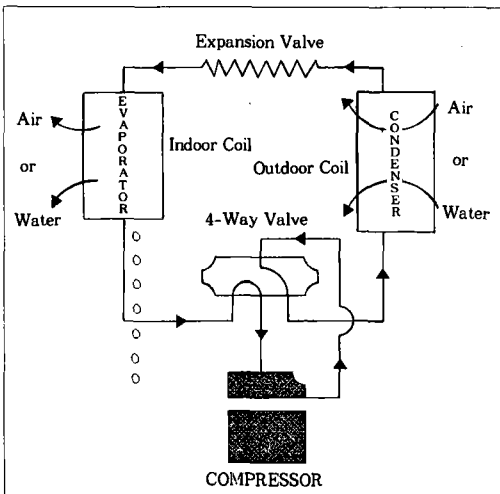 Expansion Valve
EVAPORATOR
Air
or
Water
Indoor Coil
CONDENSER
Air
or
Water
Outdoor Coil
4-Way Valve
COMPRESSOR